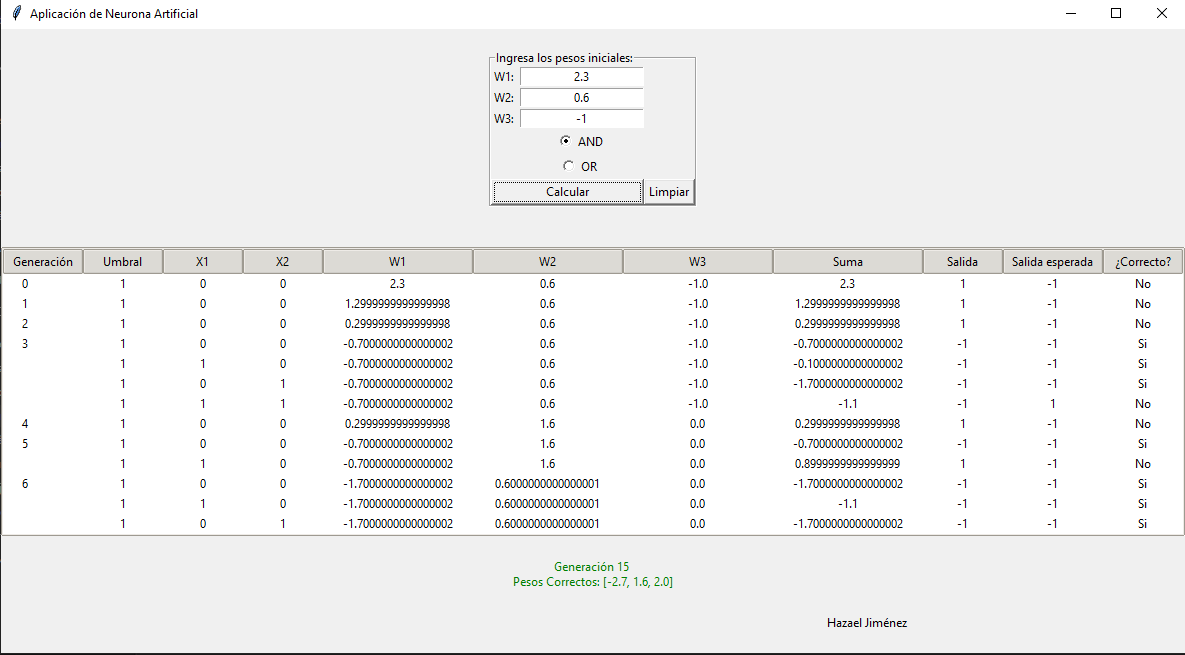 Aplicación de Neurona Artificial
Ingresa los pesos iniciales:
W1: 2.3
W2: 0.6
W3: -1
AND
OR
Calcular Limpiar
Generación Umbral X1 X2 W1 W2 W3 Suma Salida Salida esperada ¿Correcto?
0 1 0 0 2.3 0.6 -1.0 2.3 1 -1 No
1 1 0 0 1.2999999999999998 0.6 -1.0 1.2999999999999998 1 -1 No
2 1 0 0 0.2999999999999998 0.6 -1.0 0.2999999999999998 1 -1 No
3 1 0 0 -0.7000000000000002 0.6 -1.0 -0.7000000000000002 -1 -1 Si
1 1 0 -0.7000000000000002 0.6 -1.0 -0.1000000000000002 -1 -1 Si
1 0 1 -0.7000000000000002 0.6 -1.0 -1.7000000000000002 -1 -1 Si
1 1 1 -0.7000000000000002 0.6 -1.0 -1.1 -1 1 No
4 1 0 0 0.2999999999999998 1.6 0.0 0.2999999999999998 1 -1 No
5 1 0 0 -0.7000000000000002 1.6 0.0 -0.7000000000000002 -1 -1 Si
1 1 0 -0.7000000000000002 1.6 0.0 0.8999999999999999 1 -1 No
6 1 0 0 -1.7000000000000002 0.6000000000000001 0.0 -1.7000000000000002 -1 -1 Si
1 1 0 -1.7000000000000002 0.6000000000000001 0.0 -1.1 -1 -1 Si
1 0 1 -1.7000000000000002 0.6000000000000001 0.0 -1.7000000000000002 -1 -1 Si
Generación 15
Pesos Correctos: [-2.7, 1.6, 2.0]
Hazael Jiménez